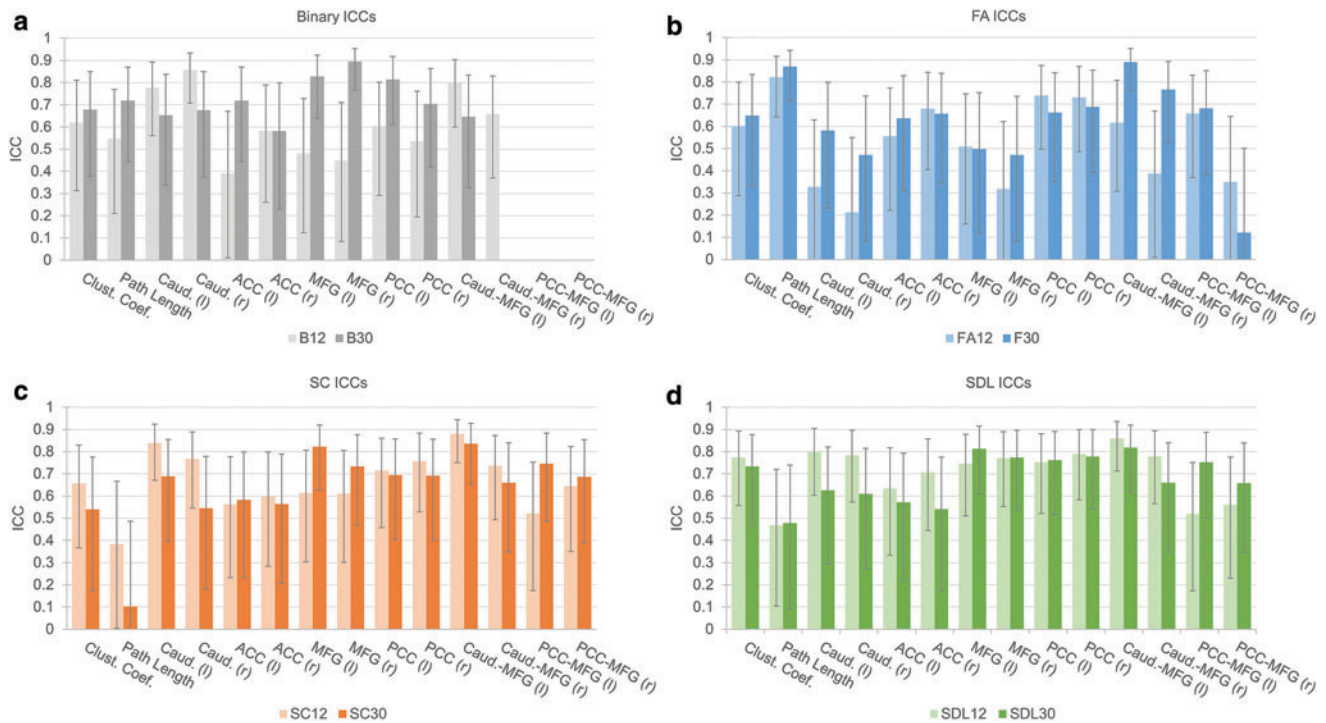 a
Binary ICCs
ICC
1
0.9
0.8
0.7
0.6
0.5
0.4
0.3
0.2
0.1
0
Clust. Coef.
Path Length
Caud. (l)
Caud. (r)
ACC (l)
ACC (r)
MFG (l)
MFG (r)
PCC (l)
PCC (r)
Caud.-MFG (l)
Caud.-MFG (r)
PCC-MFG (l)
PCC-MFG (r)
B12 B30
b
FA ICCs
ICC
1
0.9
0.8
0.7
0.6
0.5
0.4
0.3
0.2
0.1
0
Clust. Coef.
Path Length
Caud. (l)
Caud. (r)
ACC (l)
ACC (r)
MFG (l)
MFG (r)
PCC (l)
PCC (r)
Caud.-MFG (l)
Caud.-MFG (r)
PCC-MFG (l)
PCC-MFG (r)
FA12 F30
c
SC ICCs
ICC
1
0.9
0.8
0.7
0.6
0.5
0.4
0.3
0.2
0.1
0
Clust. Coef.
Path Length
Caud. (l)
Caud. (r)
ACC (l)
ACC (r)
MFG (l)
MFG (r)
PCC (l)
PCC (r)
Caud.-MFG (l)
Caud.-MFG (r)
PCC-MFG (l)
PCC-MFG (r)
SC12 SC30
d
SDL ICCs
ICC
1
0.9
0.8
0.7
0.6
0.5
0.4
0.3
0.2
0.1
0
Clust. Coef.
Path Length
Caud. (l)
Caud. (r)
ACC (l)
ACC (r)
MFG (l)
MFG (r)
PCC (l)
PCC (r)
Caud.-MFG (l)
Caud.-MFG (r)
PCC-MFG (l)
PCC-MFG (r)
SDL12 SDL30